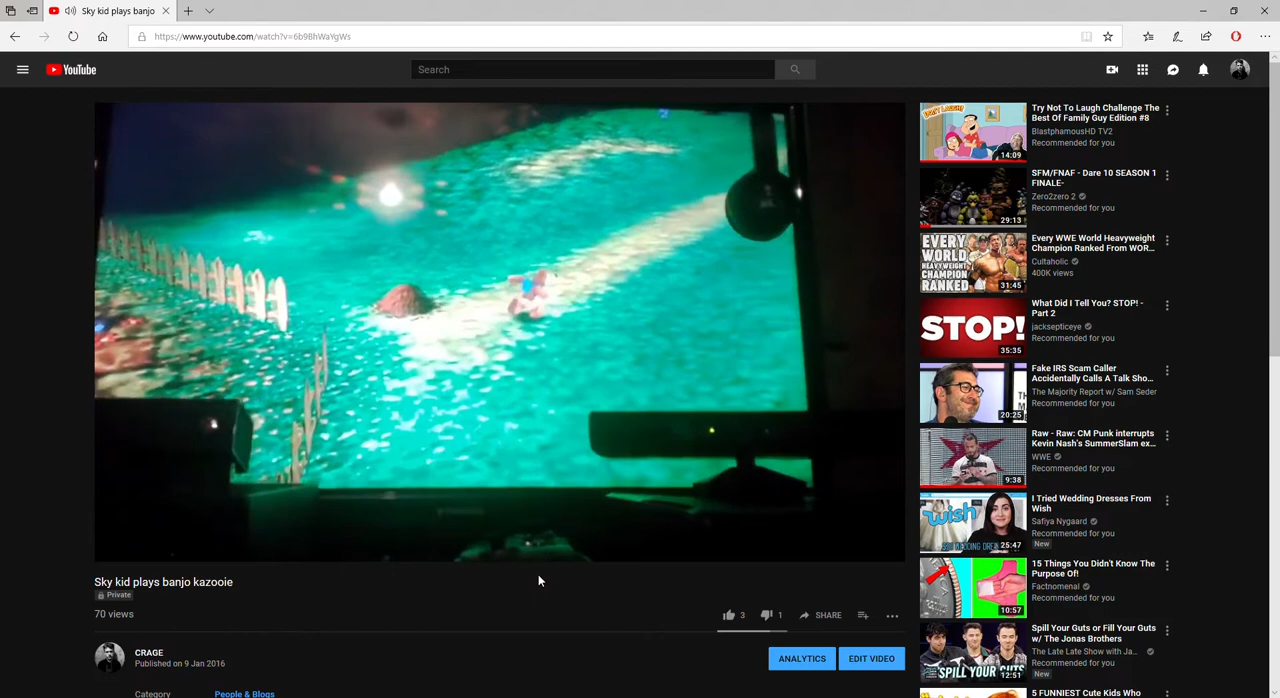 Sky kid plays banjo
https://www.youtube.com/watch?v=6b9BhWaYgWs
YouTube
Search
Try Not To Laugh Challenge The
Best Of Family Guy Edition #8
BlastphamousHD TV2
Recommended for you
14:09
SFM/FNAF - Dare 10 SEASON 1
FINALE-
Zero2zero 2
Recommended for you
29:13
EVERY
WORLD
HEAVYWEIGHT
CHAMPION
RANKED
31:45
Every WWE World Heavyweight
Champion Ranked From WOR...
Cultaholic
400K views
STOP!
35:35
What Did I Tell You? STOP! -
Part 2
jacksepticeye
Recommended for you
20:25
Fake IRS Scam Caller
Accidentally Calls A Talk Sho...
The Majority Report w/ Sam Seder
Recommended for you
9:38
Raw - Raw: CM Punk interrupts
Kevin Nash's SummerSlam ex...
WWE
Recommended for you
wish
25:47
I Tried Wedding Dresses From
Wish
Safiya Nygaard
New
10:57
15 Things You Didn't Know The
Purpose Of!
Factnomenal
Recommended for you
SPILL YOUR GUTS
12:51
Spill Your Guts or Fill Your Guts
w/ The Jonas Brothers
The Late Late Show with Ja...
Recommended for you
New
5 FUNNIEST Cute Kids Who
Sky kid plays banjo kazooie
Private
70 views
3
1
SHARE
CRAGE
Published on 9 Jan 2016
ANALYTICS
EDIT VIDEO
Category
People & Blogs